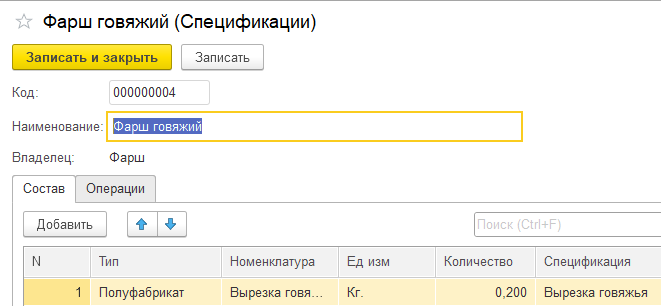 Фарш говяжий (Спецификации)
Записать и закрыть Записать
Код: 000000004
Наименование: Фарш говяжий
Владелец: Фарш
Состав Операции
Добавить Поиск (Ctrl+F)
N Тип Номенклатура Ед изм Количество Спецификация
1 Полуфабрикат Вырезка говя... Кг. 0,200 Вырезка говяжья